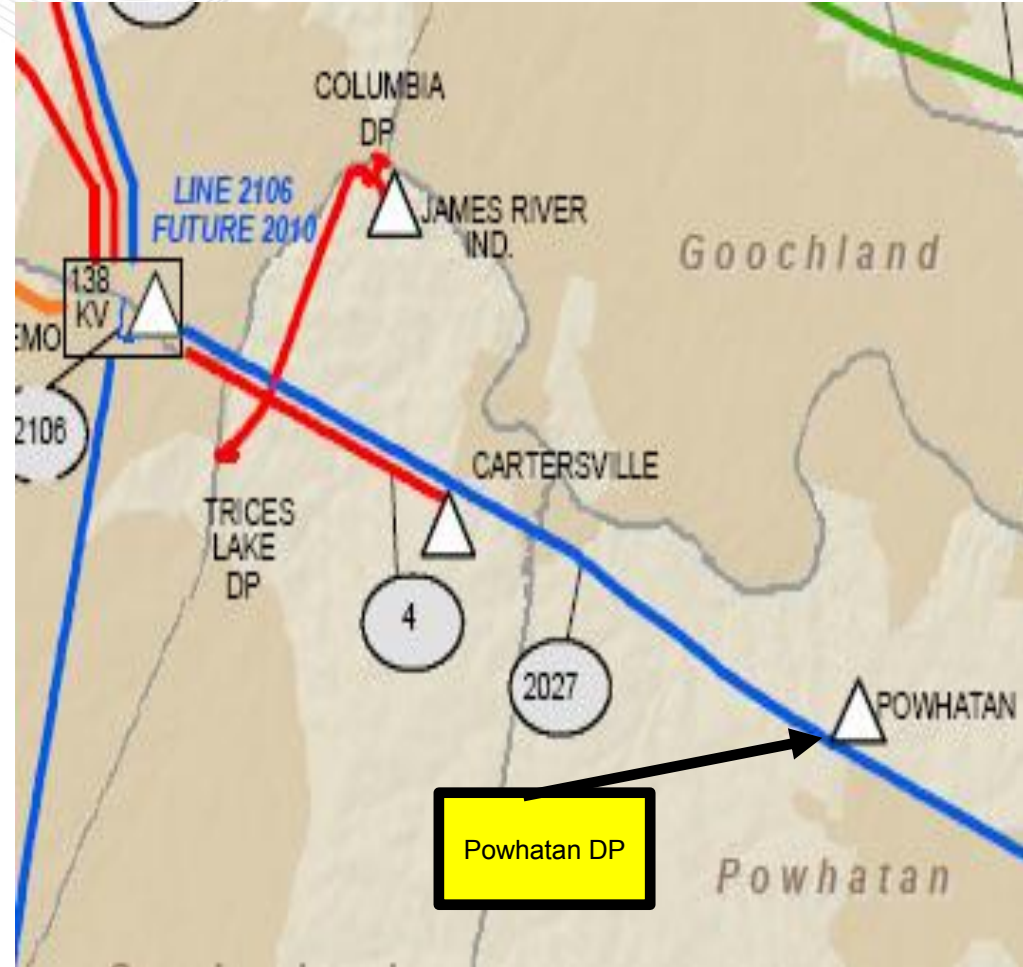 COLUMBIA
DP
LINE 2106
FUTURE 2010
JAMES RIVER
IND.
Goochland
138
KV
EMO
2106
CARTERSVILLE
TRICES
LAKE
DP
4
2027
POWHATAN
Powhatan DP
Powhatan